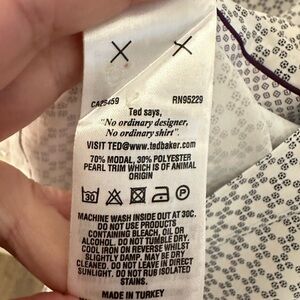 CA25459 RN95229
Ted says,
"No ordinary designer,
No ordinary shirt".
VISIT TED@www.tedbaker.com
70% MODAL, 30% POLYESTER
PEARL TRIM WHICH IS OF ANIMAL
ORIGIN
30 P
MACHINE WASH INSIDE OUT AT 30C.
DO NOT USE PRODUCTS
CONTAINING BLEACH, OIL OR
ALCOHOL. DO NOT TUMBLE DRY.
COOL IRON ON REVERSE WHILST
SLIGHTLY DAMP. MAY BE DRY
CLEANED. DO NOT LEAVE IN DIRECT
SUNLIGHT. DO NOT RUB ISOLATED
STAINS.
MADE IN TURKEY